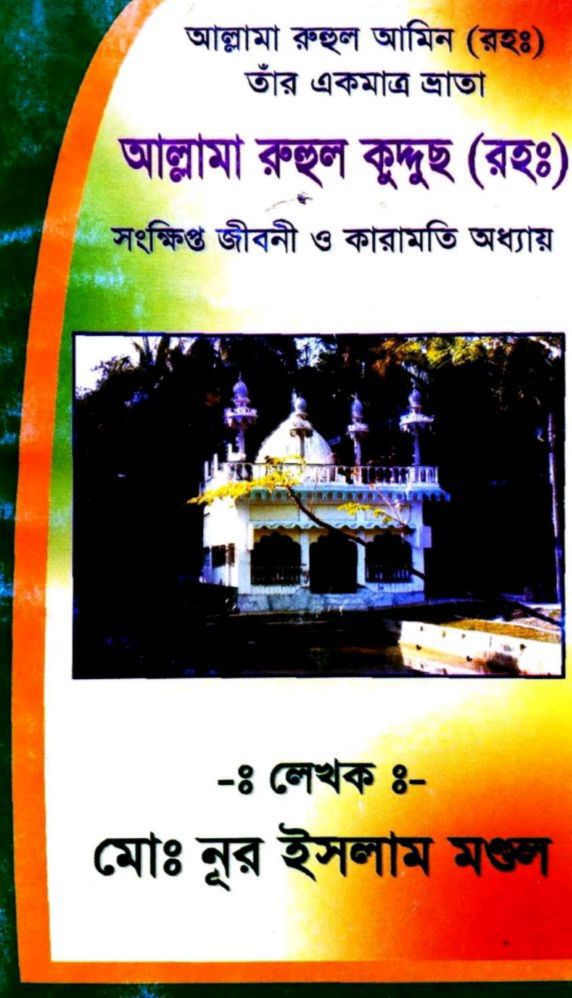 আল্লামা রুহুল আমিন (রহঃ)
তাঁর একমাত্র ভ্রাতা
আল্লামা রুহুল কুদ্দুছ (রহঃ)
সংক্ষিপ্ত জীবনী ও কারামতি অধ্যায়
-ঃ লেখক ঃ-
মোঃ নূর ইসলাম মণ্ডল